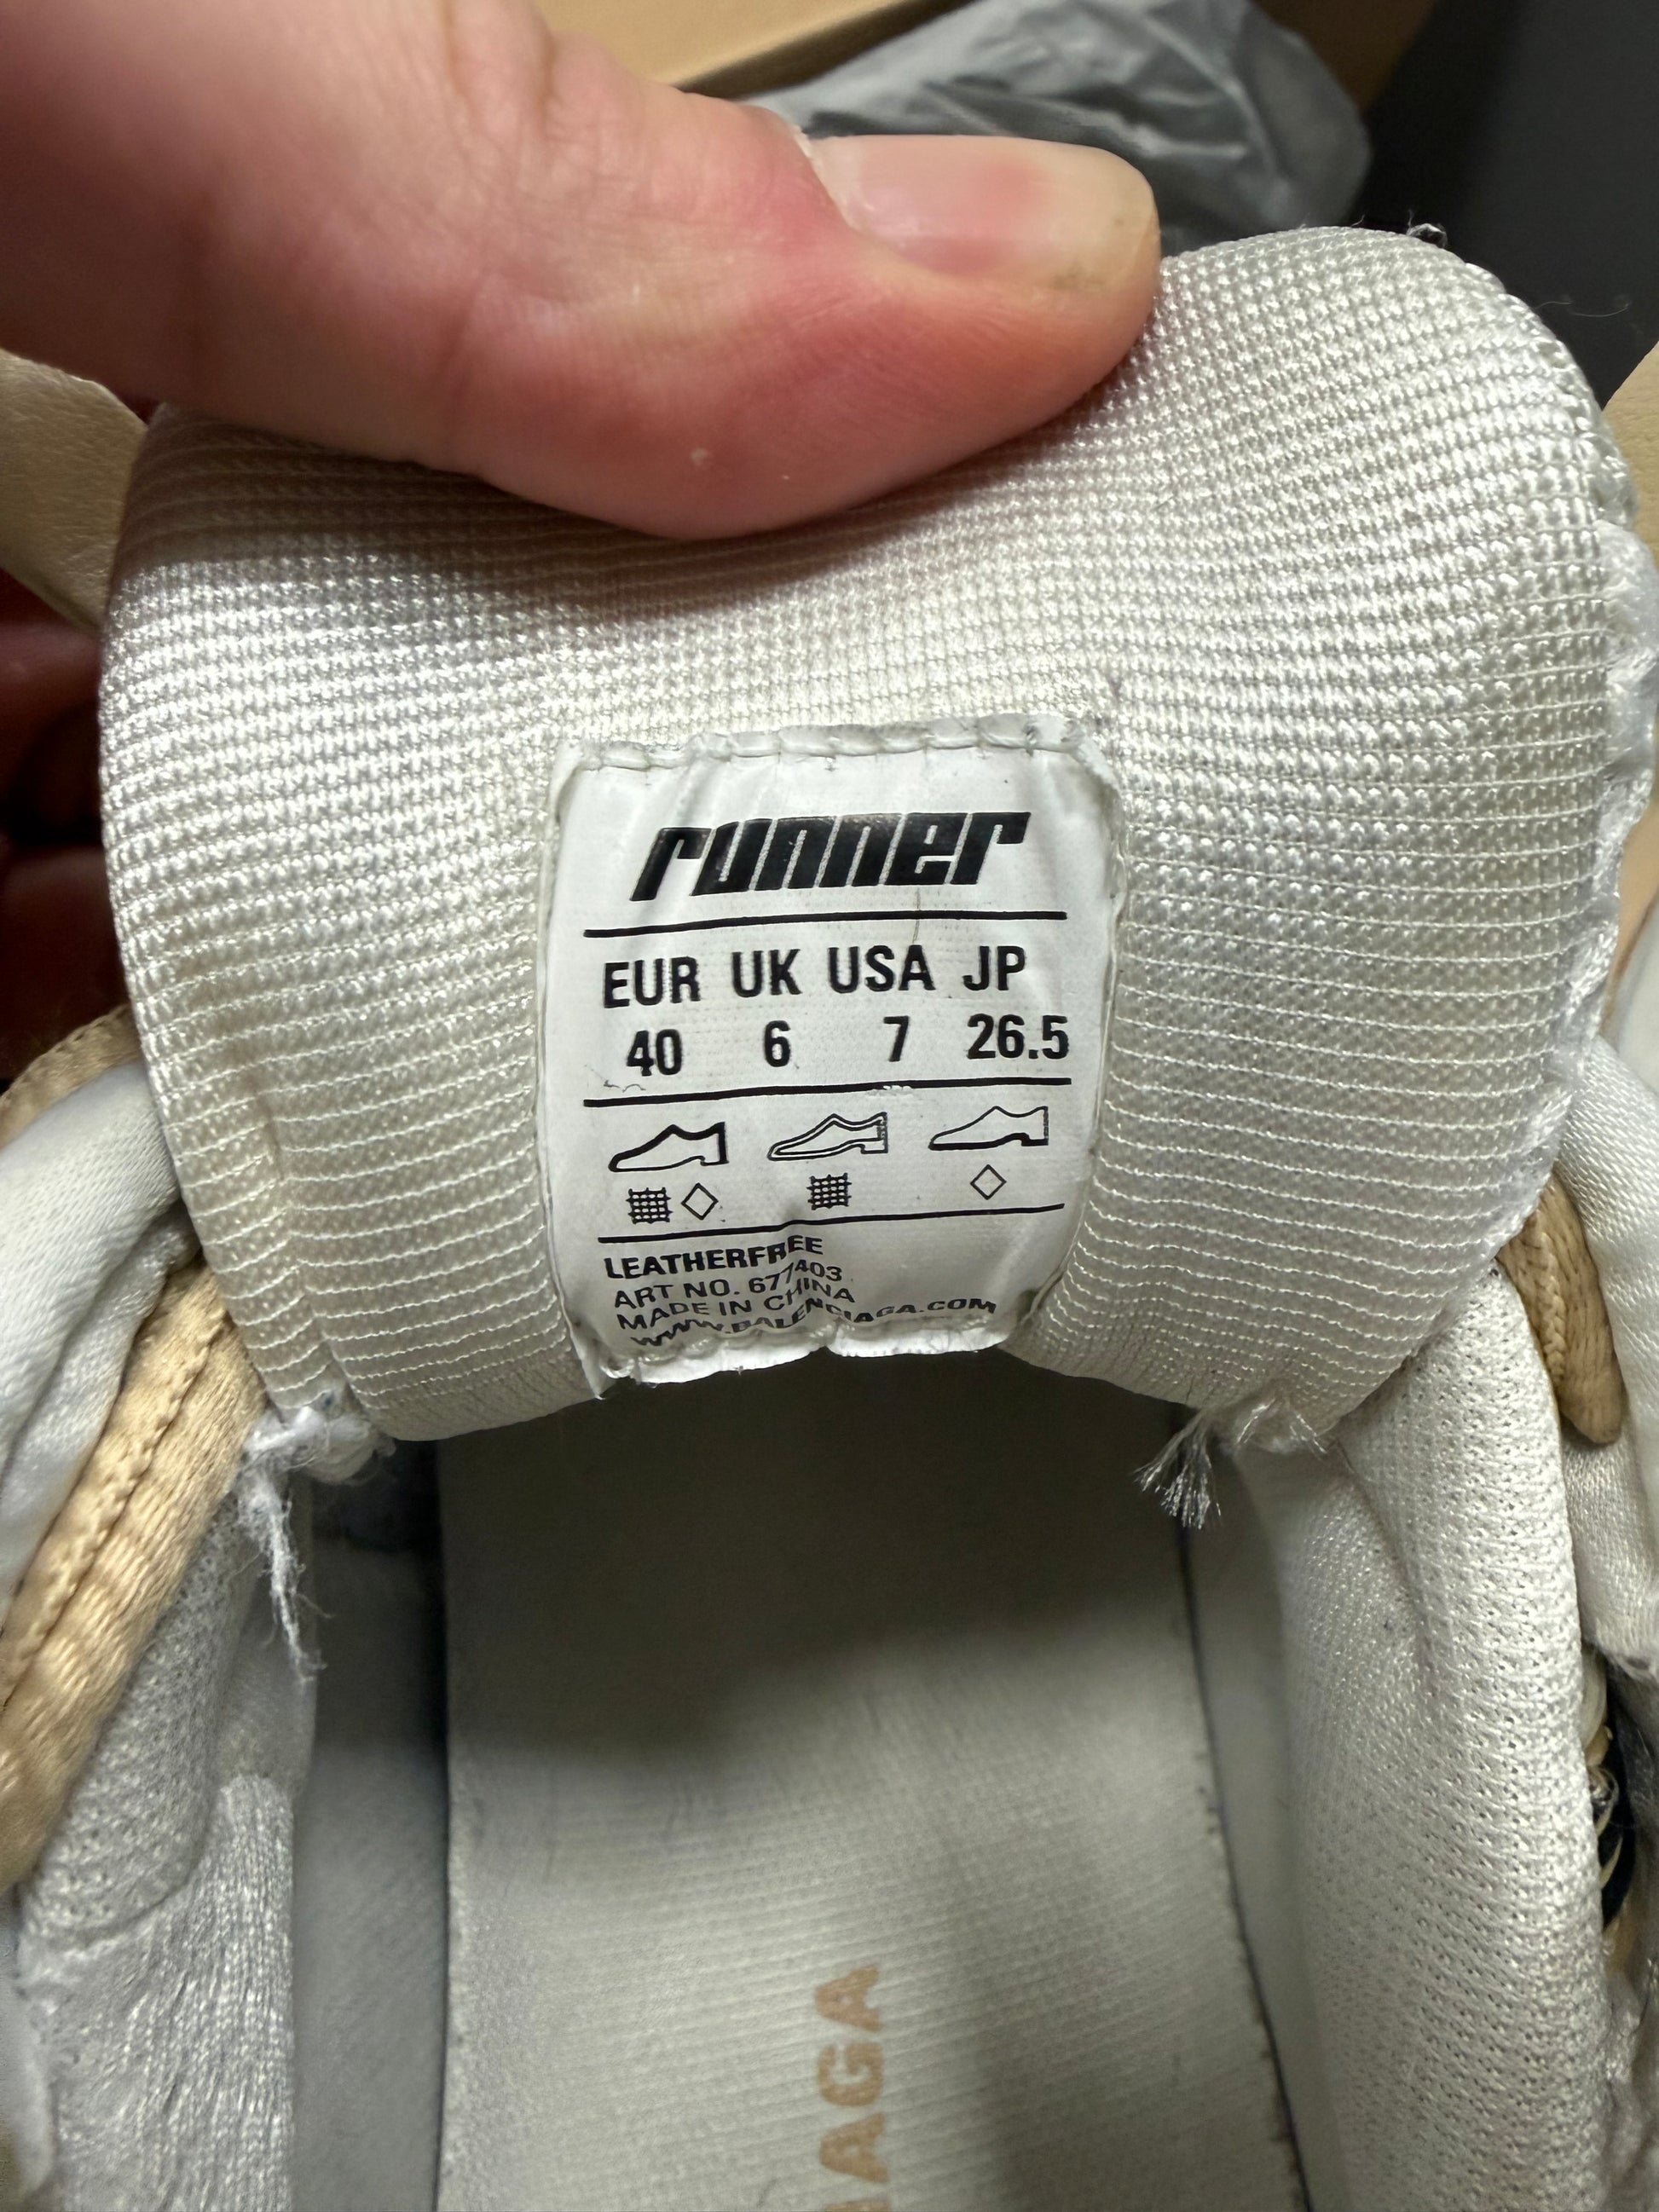 runner
EUR UK USA JP
40 6 7 26.5
LEATHERFREE
ART NO. 677403
MADE IN CHINA
WWW.BALENCIAGA.COM
IAGA